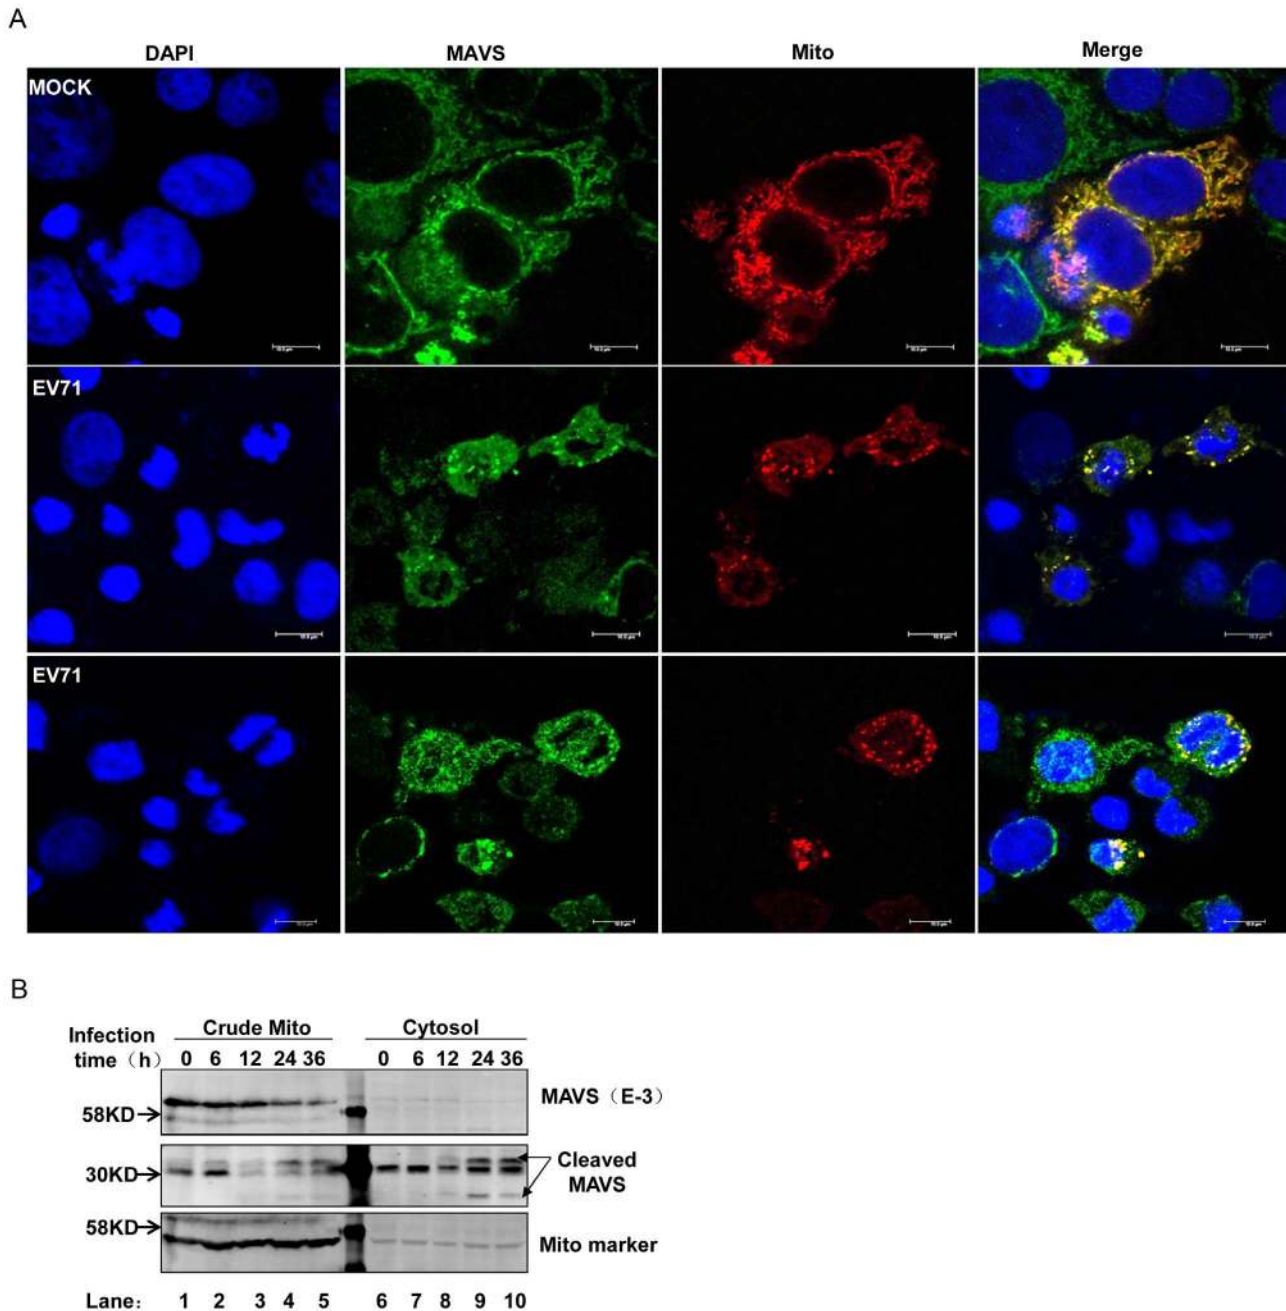 A
DAPI MAVS Mito Merge
MOCK
EV71
EV71
B
Crude Mito Cytosol
Infection
time（h） 0 6 12 24 36 0 6 12 24 36
MAVS（E-3）
58KD
30KD
Cleaved
MAVS
58KD
Mito marker
Lane： 1 2 3 4 5 6 7 8 9 10